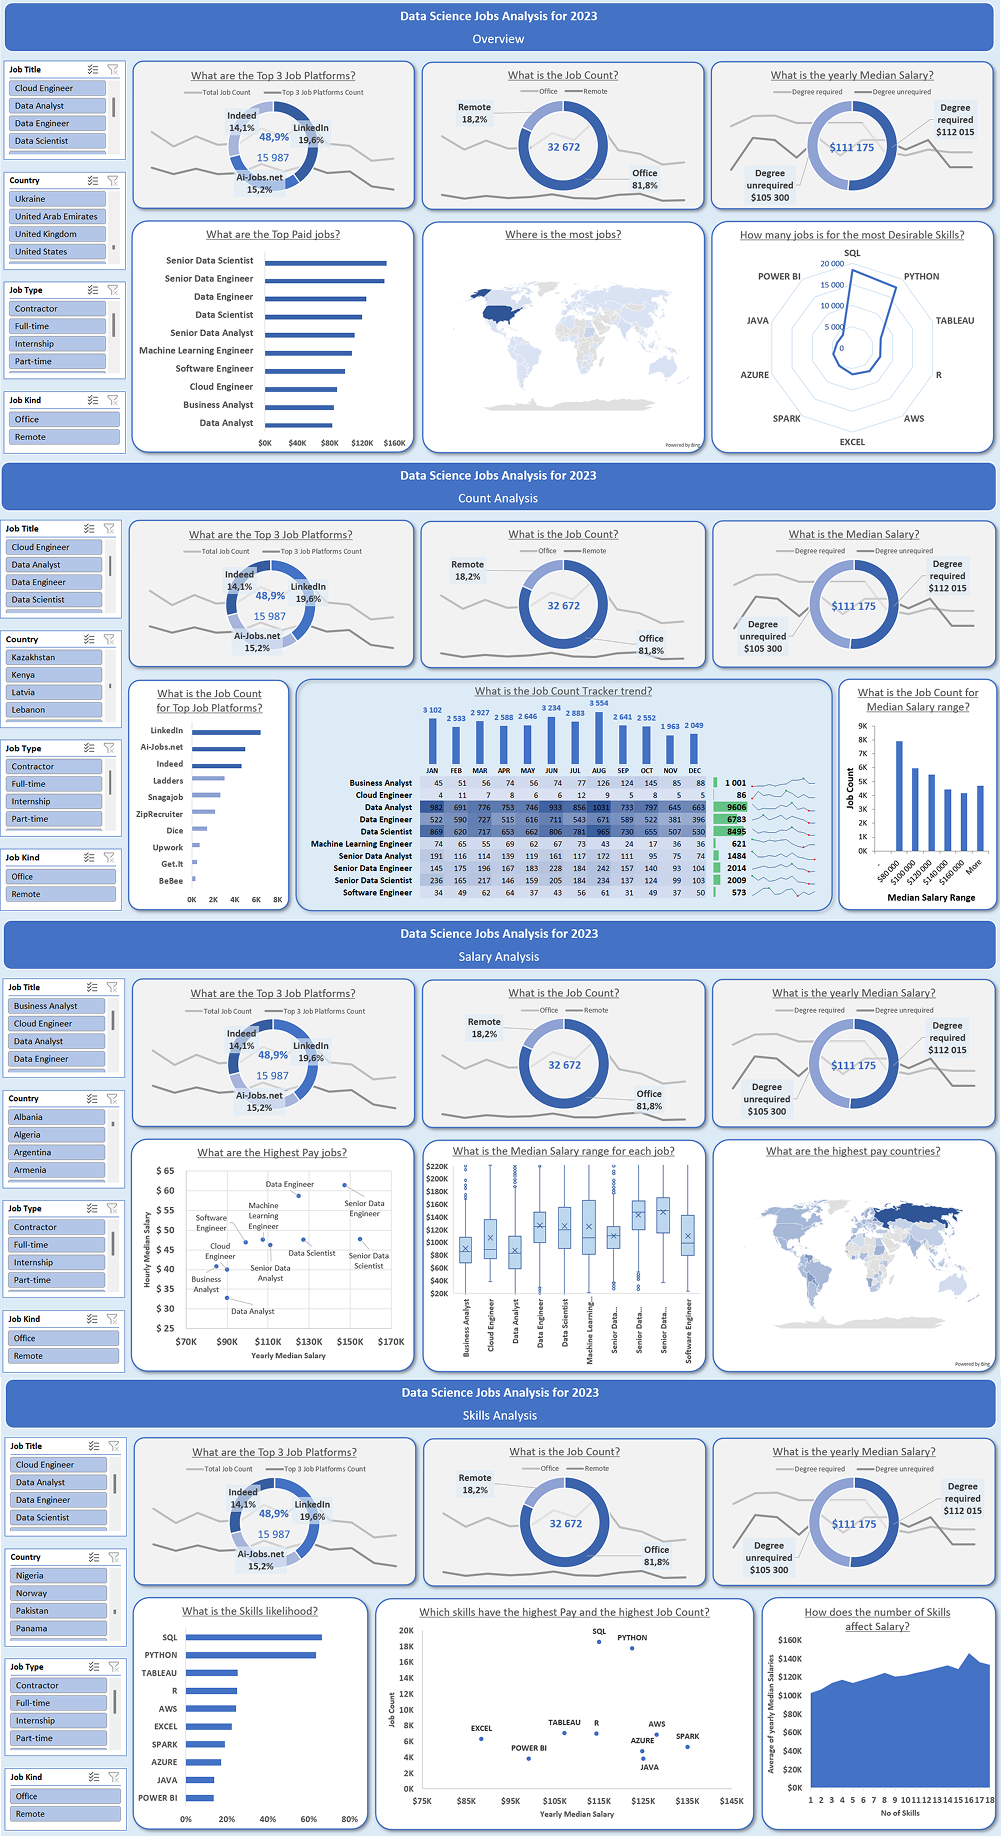 Data Science Jobs Analysis for 2023
Overview
Job Title
Cloud Engineer
Data Analyst
Data Engineer
Data Scientist
Country
Ukraine
United Arab Emirates
United Kingdom
United States
Job Type
Contractor
Full-time
Internship
Part-time
Job Kind
Office
Remote
What are the Top 3 Job Platforms?
Total Job Count Top 3 Job Platforms Count
Indeed
14,1%
LinkedIn
19,6%
48,9%
15 987
Ai-Jobs.net
15,2%
What is the Job Count?
Office Remote
Remote
18,2%
32 672
Office
81,8%
What is the yearly Median Salary?
Degree required Degree unrequired
Degree
required
$112 015
$111 175
Degree
unrequired
$105 300
What are the Top Paid jobs?
Senior Data Scientist
Senior Data Engineer
Data Engineer
Data Scientist
Senior Data Analyst
Machine Learning Engineer
Software Engineer
Cloud Engineer
Business Analyst
Data Analyst
$0K $40K $80K $120K $160K
Where is the most jobs?
Powered by Bing
How many jobs is for the most Desirable Skills?
SQL
PYTHON
TABLEAU
R
AWS
EXCEL
SPARK
AZURE
JAVA
POWER BI
20 000
15 000
10 000
5 000
0
Data Science Jobs Analysis for 2023
Count Analysis
Job Title
Cloud Engineer
Data Analyst
Data Engineer
Data Scientist
Country
Kazakhstan
Kenya
Latvia
Lebanon
Job Type
Contractor
Full-time
Internship
Part-time
Job Kind
Office
Remote
What are the Top 3 Job Platforms?
Total Job Count Top 3 Job Platforms Count
Indeed
14,1%
LinkedIn
19,6%
48,9%
15 987
Ai-Jobs.net
15,2%
What is the Job Count?
Office Remote
Remote
18,2%
32 672
Office
81,8%
What is the Median Salary?
Degree required Degree unrequired
Degree
required
$112 015
$111 175
Degree
unrequired
$105 300
What is the Job Count
for Top Job Platforms?
LinkedIn
Ai-Jobs.net
Indeed
Ladders
Snagajob
ZipRecruiter
Dice
Upwork
Get.It
BeBee
0K 2K 4K 6K 8K
What is the Job Count Tracker trend?
3 102 2 533 2 927 2 588 2 646 3 234 2 883 3 554 2 641 2 552 1 963 2 049
JAN FEB MAR APR MAY JUN JUL AUG SEP OCT NOV DEC
Business Analyst 45 51 56 74 56 74 77 126 124 145 85 88 1 001
Cloud Engineer 4 11 7 8 6 6 12 9 5 8 5 5 86
Data Analyst 982 691 776 753 746 933 856 1031 733 797 645 663 9606
Data Engineer 522 590 727 515 616 711 543 671 589 522 381 396 6783
Data Scientist 869 620 717 653 662 806 781 965 730 655 507 530 8495
Machine Learning Engineer 74 65 55 69 62 67 73 43 24 17 36 36 621
Senior Data Analyst 191 116 114 139 119 161 117 172 111 95 75 74 1484
Senior Data Engineer 145 175 196 167 183 228 184 242 157 140 93 104 2014
Senior Data Scientist 236 165 217 146 159 205 184 234 137 124 99 103 2009
Software Engineer 34 49 62 64 37 43 56 61 31 49 37 50 573
What is the Job Count for
Median Salary range?
9K
8K
7K
6K
5K
4K
3K
2K
1K
0K
Job Count
- $80 000 $100 000 $120 000 $140 000 $160 000 More
Median Salary Range
Data Science Jobs Analysis for 2023
Salary Analysis
Job Title
Business Analyst
Cloud Engineer
Data Analyst
Data Engineer
Country
Albania
Algeria
Argentina
Armenia
Job Type
Contractor
Full-time
Internship
Part-time
Job Kind
Office
Remote
What are the Top 3 Job Platforms?
Total Job Count Top 3 Job Platforms Count
Indeed
14,1%
LinkedIn
19,6%
48,9%
15 987
Ai-Jobs.net
15,2%
What is the Job Count?
Office Remote
Remote
18,2%
32 672
Office
81,8%
What is the yearly Median Salary?
Degree required Degree unrequired
Degree
required
$112 015
$111 175
Degree
unrequired
$105 300
What are the Highest Pay jobs?
$ 65
$ 60
$ 55
$ 50
$ 45
$ 40
$ 35
$ 30
$ 25
Hourly Median Salary
Data Engineer
Senior Data
Engineer
Machine
Learning
Engineer
Software
Engineer
Cloud
Engineer
Data Scientist
Senior Data
Scientist
Senior Data
Analyst
Business
Analyst
Data Analyst
$70K $90K $110K $130K $150K $170K
Yearly Median Salary
What is the Median Salary range for each job?
$220K
$200K
$180K
$160K
$140K
$120K
$100K
$80K
$60K
$40K
$20K
Business Analyst
Cloud Engineer
Data Analyst
Data Engineer
Data Scientist
Machine Learning...
Senior Data...
Senior Data...
Senior Data...
Software Engineer
What are the highest pay countries?
Powered by Bing
Data Science Jobs Analysis for 2023
Skills Analysis
Job Title
Cloud Engineer
Data Analyst
Data Engineer
Data Scientist
Country
Nigeria
Norway
Pakistan
Panama
Job Type
Contractor
Full-time
Internship
Part-time
Job Kind
Office
Remote
What are the Top 3 Job Platforms?
Total Job Count Top 3 Job Platforms Count
Indeed
14,1%
LinkedIn
19,6%
48,9%
15 987
Ai-Jobs.net
15,2%
What is the Job Count?
Office Remote
Remote
18,2%
32 672
Office
81,8%
What is the yearly Median Salary?
Degree required Degree unrequired
Degree
required
$112 015
$111 175
Degree
unrequired
$105 300
What is the Skills likelihood?
SQL
PYTHON
TABLEAU
R
AWS
EXCEL
SPARK
AZURE
JAVA
POWER BI
0% 20% 40% 60% 80%
Which skills have the highest Pay and the highest Job Count?
20K
18K
16K
14K
12K
10K
8K
6K
4K
2K
0K
Job Count
SQL
PYTHON
EXCEL
TABLEAU
R
AWS
POWER BI
AZURE
SPARK
JAVA
$75K $85K $95K $105K $115K $125K $135K $145K
Yearly Median Salary
How does the number of Skills
affect Salary?
$160K
$140K
$120K
$100K
$80K
$60K
$40K
$20K
$0K
Average of yearly Median Salaries
1 2 3 4 5 6 7 8 9 10 11 12 13 14 15 16 17 18
No of Skills